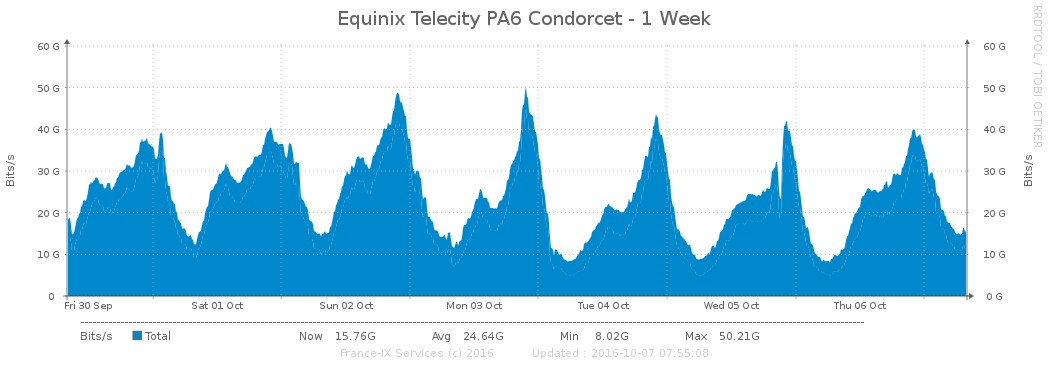 Equinix Telecity PA6 Condorcet - 1 Week
RRDTOOL / TOBI OETIKER
60 G 60 G
50 G 50 G
40 G 40 G
30 G 30 G
20 G 20 G
10 G 10 G
0 0 G
Bits/s
Bits/s
Fri 30 Sep Sat 01 Oct Sun 02 Oct Mon 03 Oct Tue 04 Oct Wed 05 Oct Thu 06 Oct
Bits/s Total Now 15.76G Avg 24.64G Min 8.02G Max 50.21G
France-IX Services (c) 2016 Updated : 2016-10-07 07:55:08